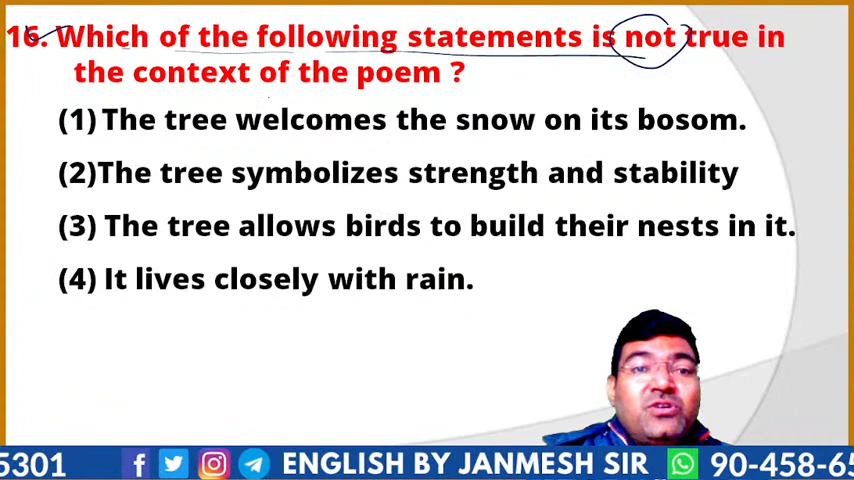 16. Which of the following statements is not true in
the context of the poem ?
(1) The tree welcomes the snow on its bosom.
(2)The tree symbolizes strength and stability
(3) The tree allows birds to build their nests in it.
(4) It lives closely with rain.
5301 ENGLISH BY JANMESH SIR 90-458-65